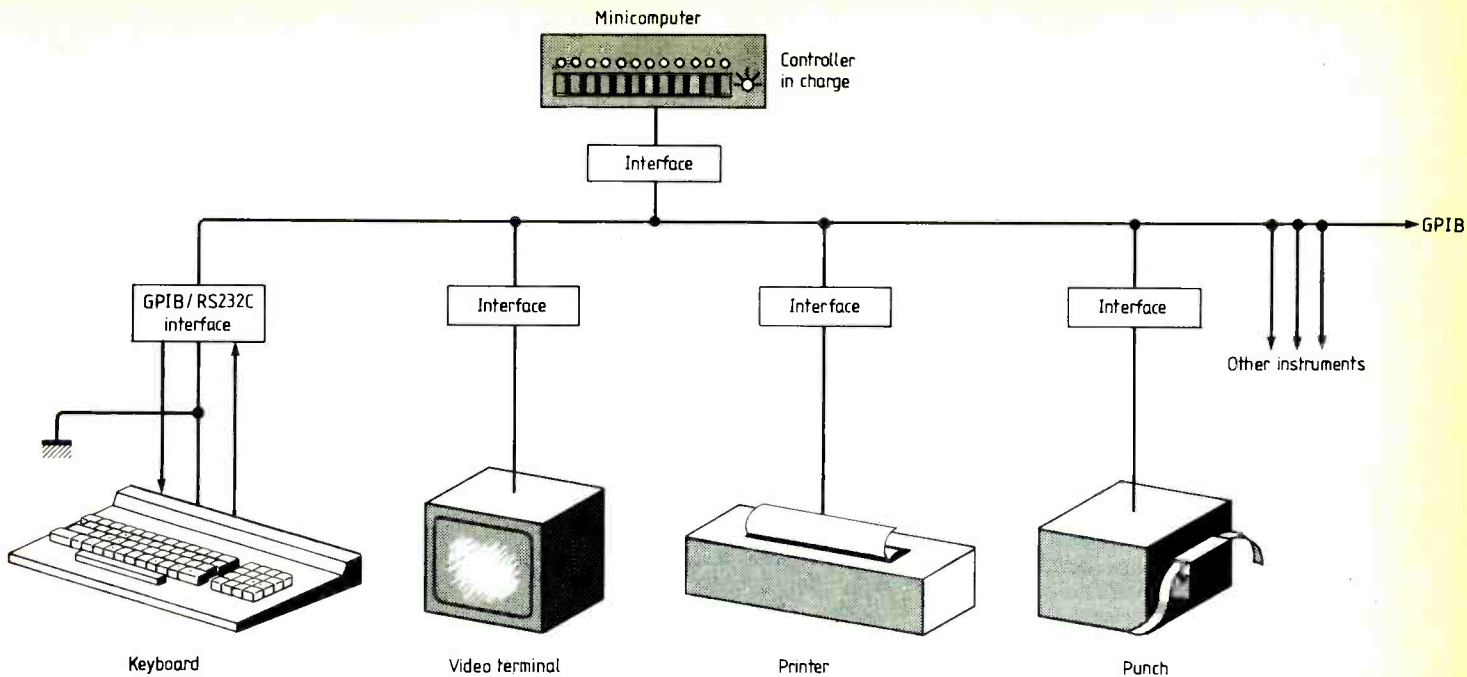 Minicomputer
Controller
in charge
Interface
GPIB
GPIB/RS232C
interface
Interface
Interface
Interface
Other instruments
Keyboard
Video terminal
Printer
Punch